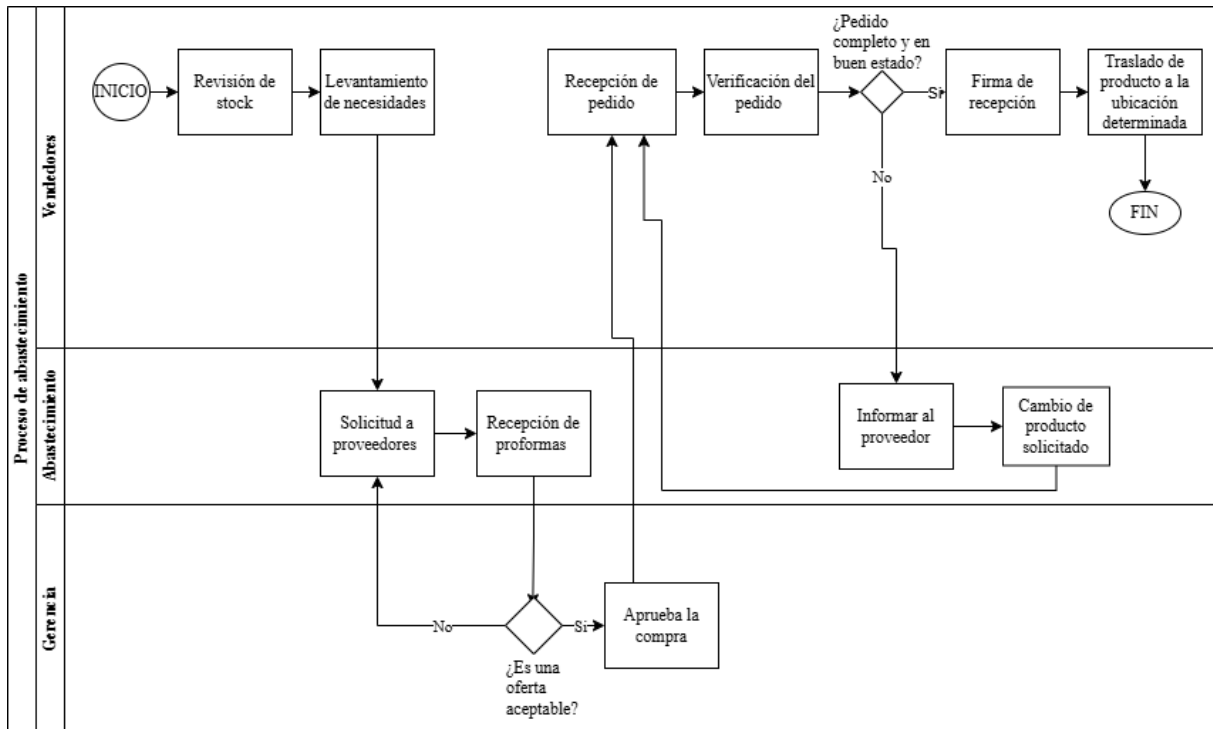 Proceso de abastecimiento
Vendedores
INICIO
Revisión de
stock
Levantamiento
de necesidades
Recepción de
pedido
Verificación del
pedido
¿Pedido
completo y en
buen estado?
Si
No
Firma de
recepción
Traslado de
producto a la
ubicación
determinada
FIN
Abastecimiento
Solicitud a
proveedores
Recepción de
proformas
Informar al
proveedor
Cambio de
producto
solicitado
Gerencia
No
¿Es una
oferta
aceptable?
Si
Aprueba la
compra